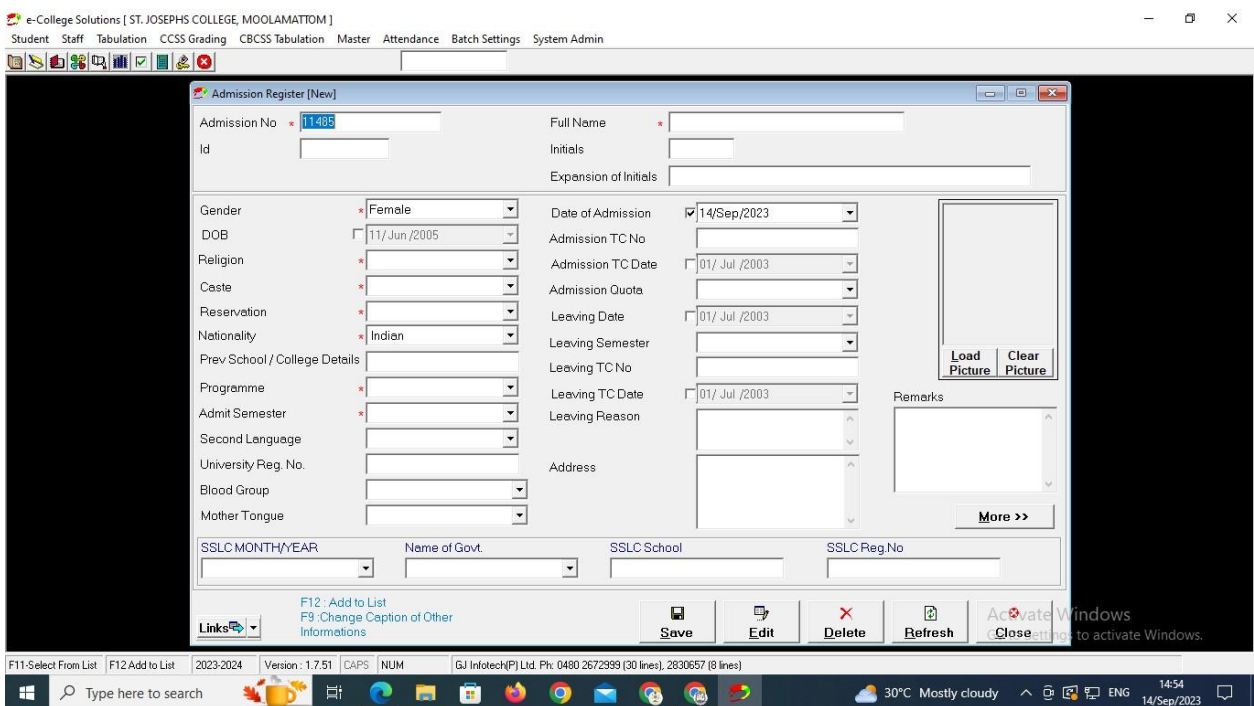 e-College Solutions [ ST. JOSEPHS COLLEGE, MOOLAMATTOM ]
Student Staff Tabulation CCSS Grading CBCSS Tabulation Master Attendance Batch Settings System Admin
Admission Register [New]
Admission No * 11485 Full Name *
Id Initials
Expansion of Initials
Gender * Female Date of Admission 14/Sep/2023
DOB 11/ Jun /2005 Admission TC No
Religion * Admission TC Date 01/ Jul /2003
Caste * Admission Quota
Reservation * Leaving Date 01/ Jul /2003
Nationality * Indian Leaving Semester
Prev School / College Details Leaving TC No
Load Picture Clear Picture
Programme * Leaving TC Date 01/ Jul /2003 Remarks
Admit Semester * Leaving Reason
Second Language
University Reg. No. Address
Blood Group
Mother Tongue More >>
SSLC MONTH/YEAR Name of Govt. SSLC School SSLC Reg.No
F12 : Add to List
F9 :Change Caption of Other
Informations
Links Save Edit Delete Refresh Close
Activate Windows
Go to Settings to activate Windows.
F11-Select From List F12 Add to List 2023-2024 Version : 1.7.51 CAPS NUM GJ Infotech(P) Ltd. Ph: 0480 2672999 (30 lines), 2830657 (8 lines)
Type here to search 30°C Mostly cloudy ENG 14:54
14/Sep/2023